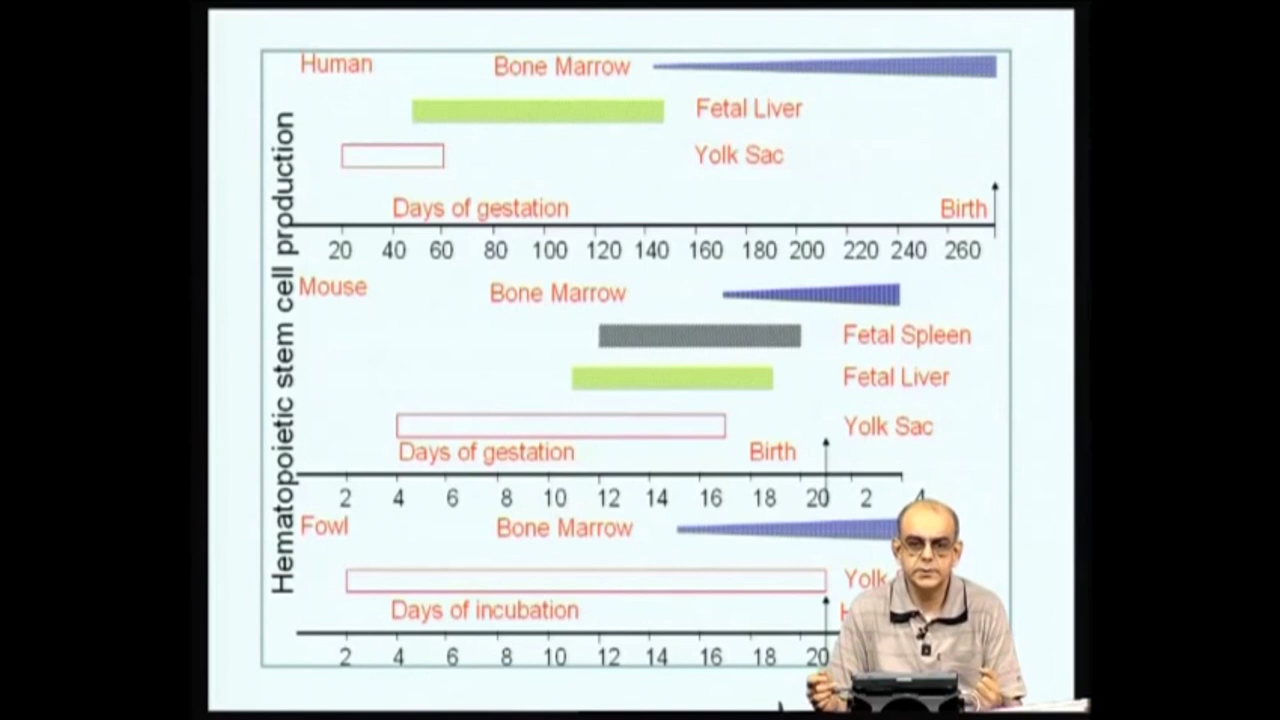 Hematopoietic stem cell production
Human
Bone Marrow
Fetal Liver
Yolk Sac
Days of gestation
Birth
20 40 60 80 100 120 140 160 180 200 220 240 260
Mouse
Bone Marrow
Fetal Spleen
Fetal Liver
Yolk Sac
Days of gestation
Birth
2 4 6 8 10 12 14 16 18 20 2 4
Fowl
Bone Marrow
Yolk
Days of incubation
2 4 6 8 10 12 14 16 18 20